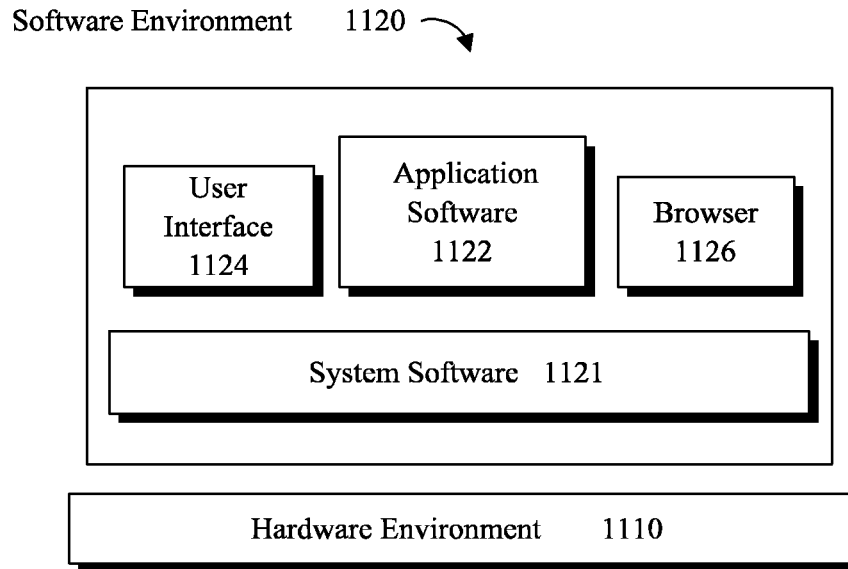 Software Environment 1120
User
Interface
1124
Application
Software
1122
Browser
1126
System Software 1121
Hardware Environment 1110